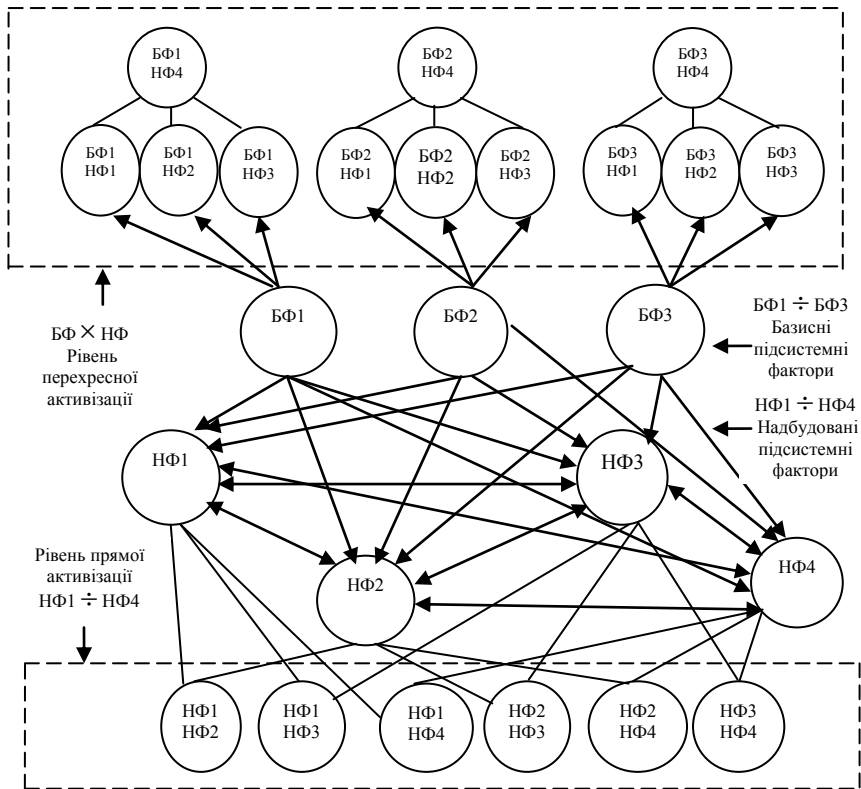 БФ1
НФ4
БФ2
НФ4
БФ3
НФ4
БФ1
НФ1
БФ1
НФ2
БФ1
НФ3
БФ2
НФ1
БФ2
НФ2
БФ2
НФ3
БФ3
НФ1
БФ3
НФ2
БФ3
НФ3
БФ1
БФ2
БФ3
БФ × НФ
Рівень
перехресної
активізації
БФ1 ÷ БФ3
Базисні
підсистемні
фактори
НФ1 ÷ НФ4
Надбудовані
підсистемні
фактори
НФ1
НФ3
Рівень прямої
активізації
НФ1 ÷ НФ4
НФ2
НФ4
НФ1
НФ2
НФ1
НФ3
НФ1
НФ4
НФ2
НФ3
НФ2
НФ4
НФ3
НФ4